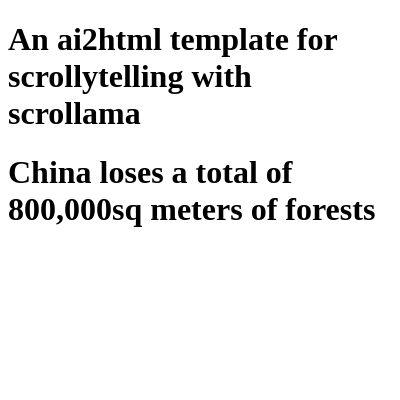 An ai2html template for
scrollytelling with
scrollama
China loses a total of
800,000sq meters of forests